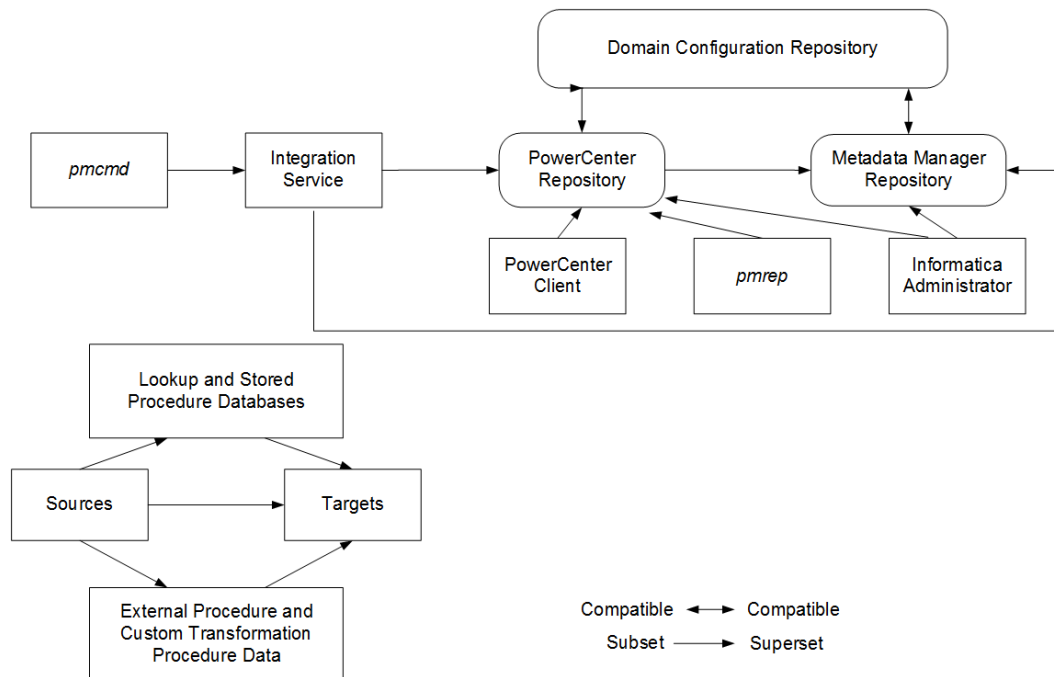 Domain Configuration Repository
pmcmd
Integration
Service
PowerCenter
Repository
Metadada Manager
Repository
PowerCenter
Client
pmrep
Informatica
Administrator
Lookup and Stored
Procedure Databases
Sources
Targets
External Procedure and
Custom Transformation
Procedure Data
Compatible Compatible
Subset Superset